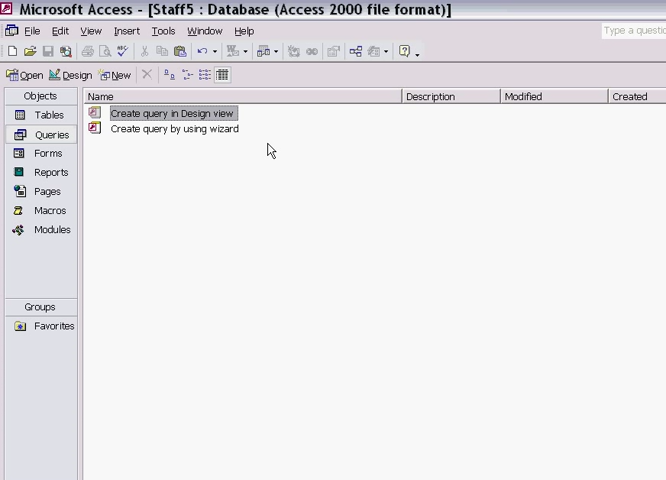 Microsoft Access - [Staff5 : Database (Access 2000 file format)]
File Edit View Insert Tools Window Help
Type a questic
Open Design New
Objects
Name Description Modified Created
Tables
Create query in Design view
Queries
Create query by using wizard
Forms
Reports
Pages
Macros
Modules
Groups
Favorites